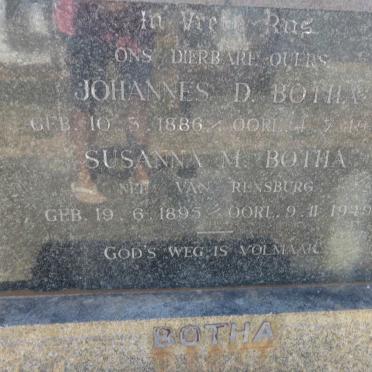 In Vrede Rus
ONS DIERBARE OUERS
JOHANNES D. BOTHA
GEB. 10. 3. 1886 OORL.
SUSANNA M. BOTHA
NEE VAN RENSBURG
GEB. 19. 6. 1895 OORL. 9. 11. 1949
GOD'S WEG IS VOLMAAK
BOTHA